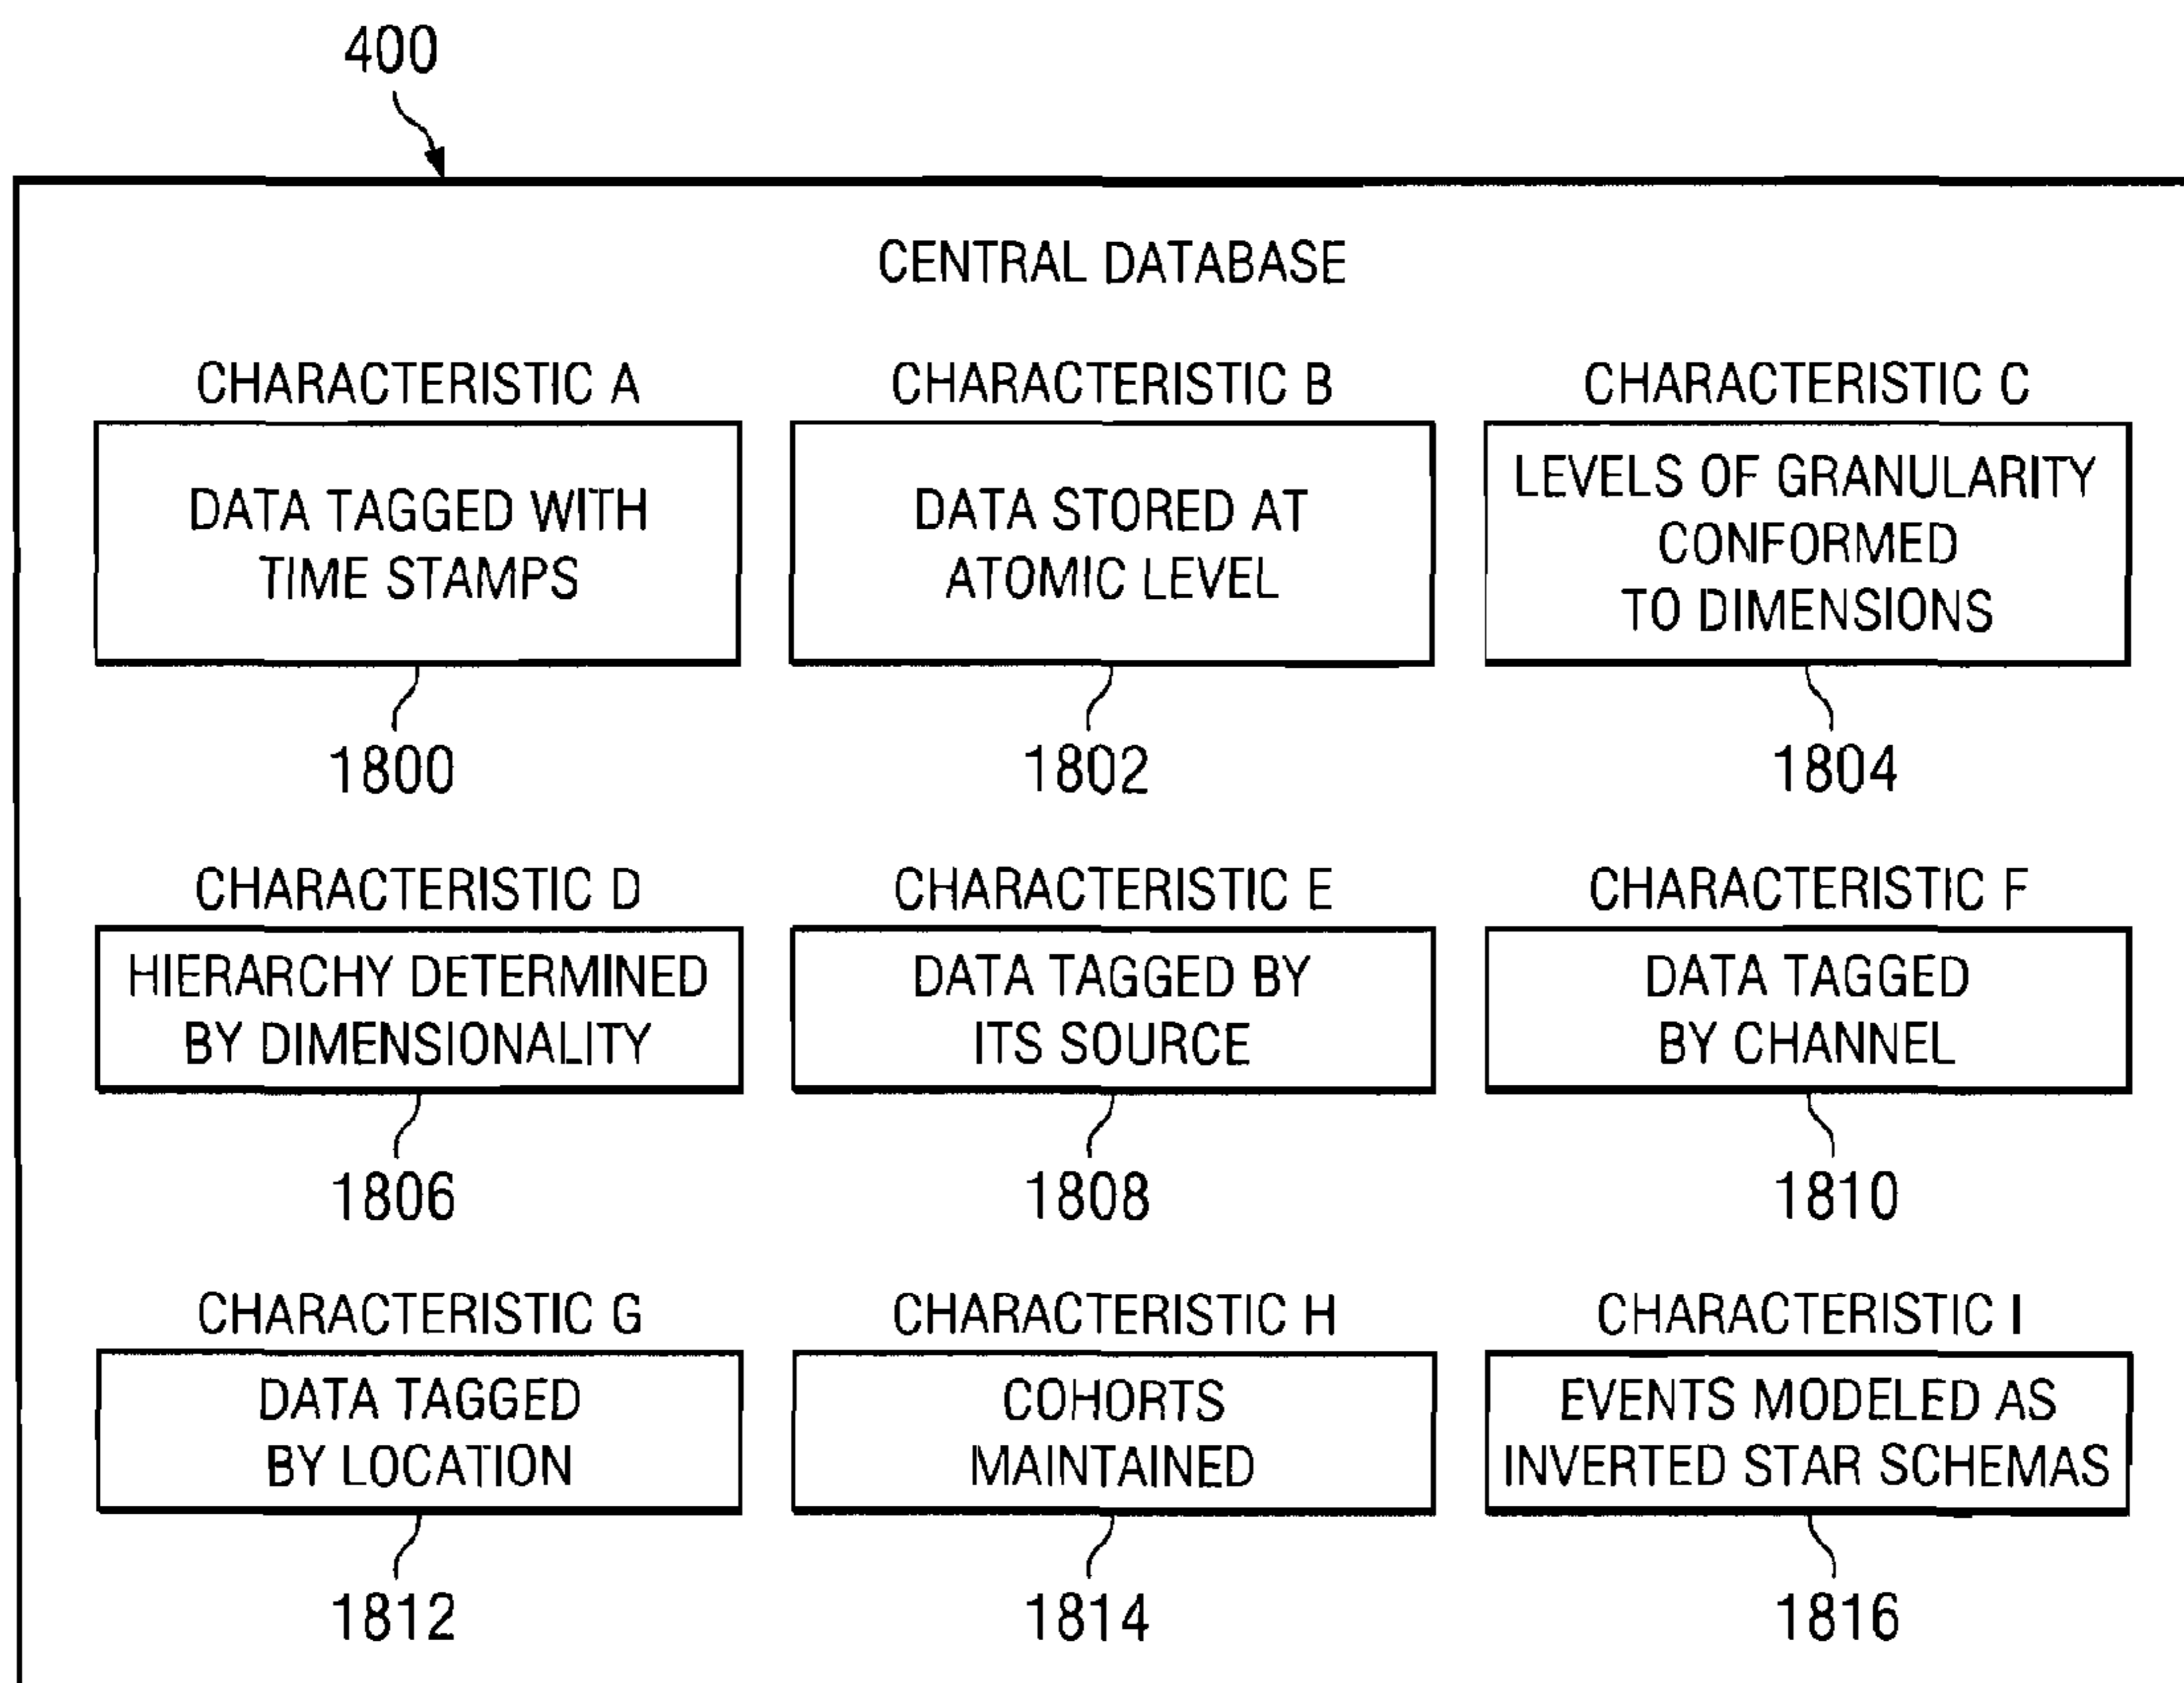 400
CENTRAL DATABASE
CHARACTERISTIC A
DATA TAGGED WITH
TIME STAMPS
1800
CHARACTERISTIC B
DATA STORED AT
ATOMIC LEVEL
1802
CHARACTERISTIC C
LEVELS OF GRANULARITY
CONFORMED
TO DIMENSIONS
1804
CHARACTERISTIC D
HIERARCHY DETERMINED
BY DIMENSIONALITY
1806
CHARACTERISTIC E
DATA TAGGED BY
ITS SOURCE
1808
CHARACTERISTIC F
DATA TAGGED
BY CHANNEL
1810
CHARACTERISTIC G
DATA TAGGED
BY LOCATION
1812
CHARACTERISTIC H
COHORTS
MAINTAINED
1814
CHARACTERISTIC I
EVENTS MODELED AS
INVERTED STAR SCHEMAS
1816